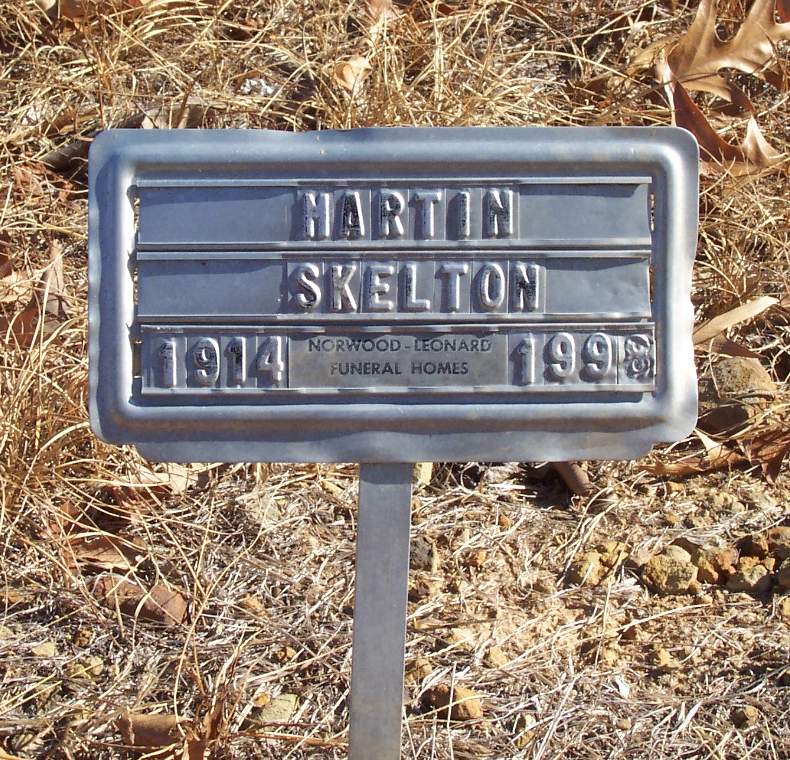 MARTIN
SKELTON
1914
NORWOOD-LEONARD
FUNERAL HOMES
1998